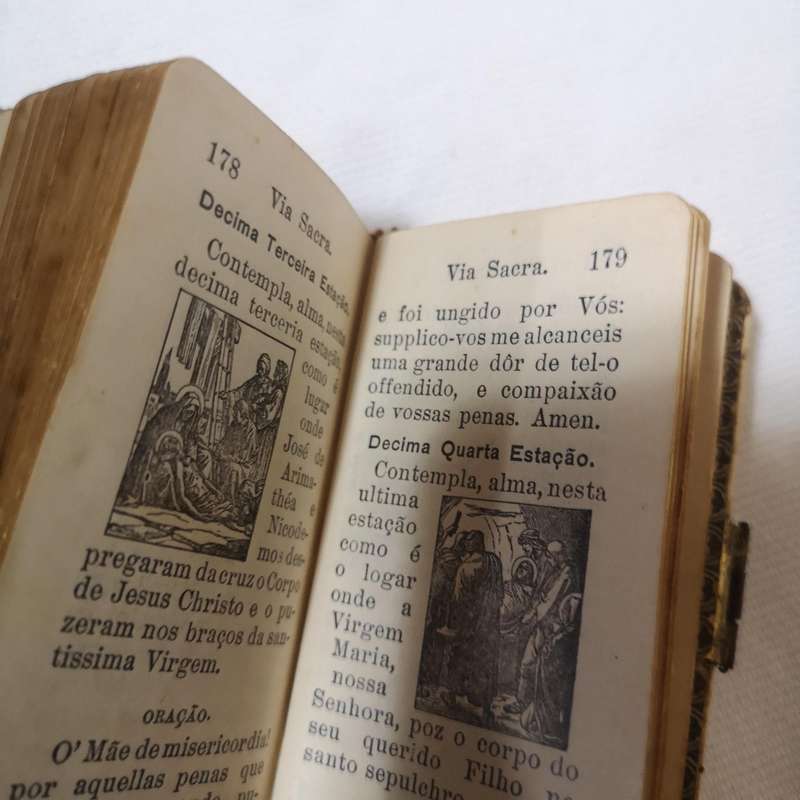 178
Via Sacra.
Decima Terceira Estação.
Contempla, alma, nesta
decima terceria estação,
como é
lugar
onde
José de
Arima-
théa e
Nicode-
mos des-
pregaram da cruz o Corpo
de Jesus Christo e o pu-
zeram nos braços da san-
tissima Virgem.
ORAÇÃO.
O' Mãe de misericordia!
por aquellas penas que
Via Sacra. 179
e foi ungido por Vós:
supplico-vos me alcanceis
uma grande dôr de tel-o
offendido, e compaixão
de vossas penas. Amen.
Decima Quarta Estação.
Contempla, alma, nesta
ultima
estação
como é
o logar
onde a
Virgem
Maria,
nossa
Senhora, poz o corpo do
seu querido Filho no
santo sepulchro